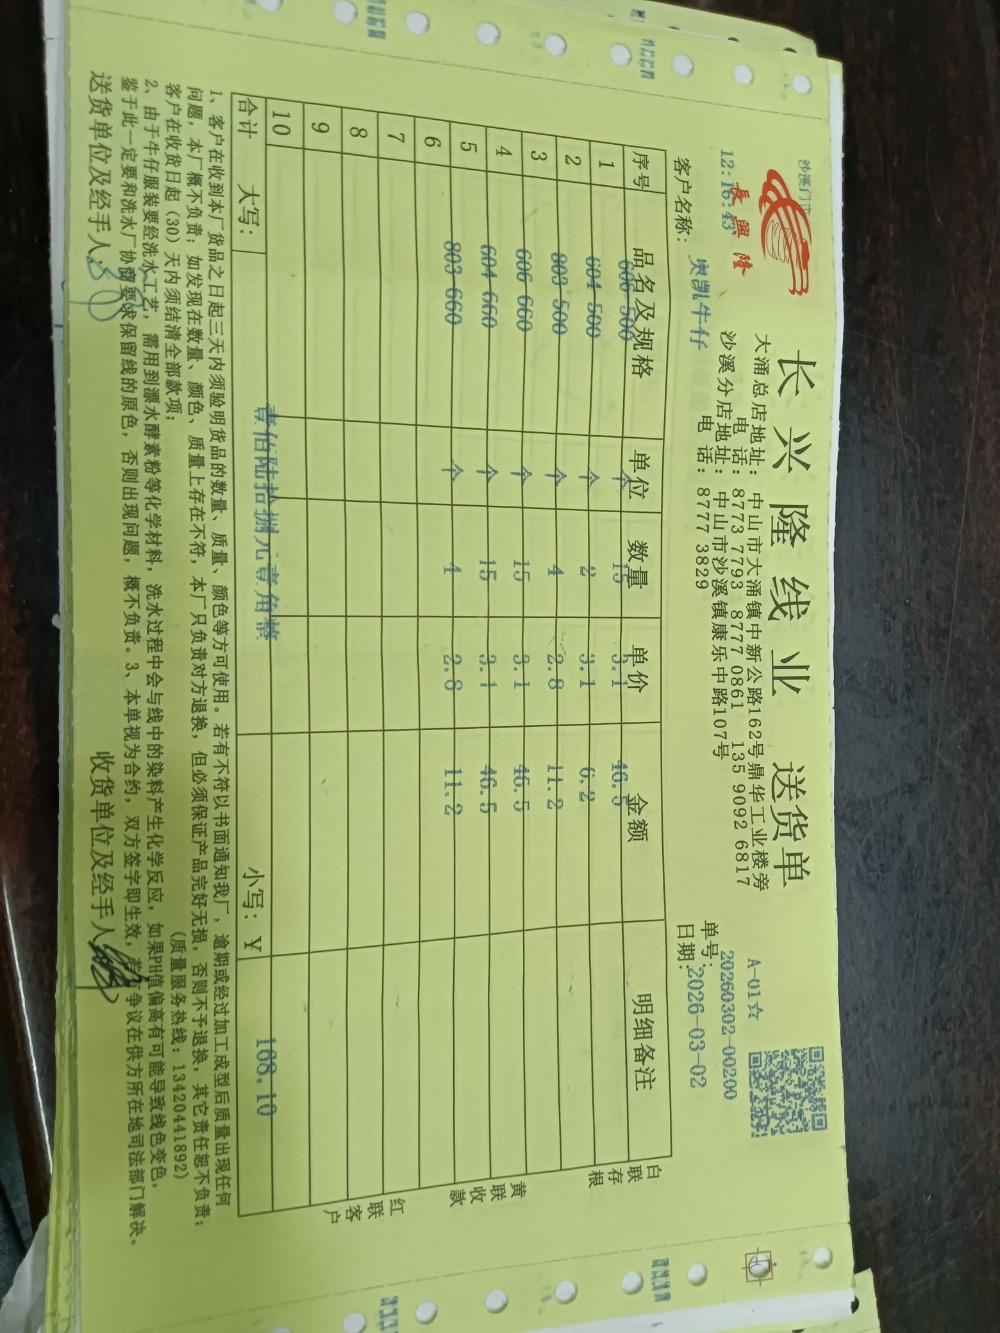 沙溪门市
12:16:43
長興隆
长兴隆线业 送货单
大涌总店地址：中山市大涌镇中新公路162号鼎华工业楼旁
电 话：8773 7793 8777 0861 135 9092 6817
沙溪分店地址：中山市沙溪镇康乐中路107号
电 话：8777 3829
A-01☆
单号：20260302-00200
客户名称：奥凯牛仔
日期：2026-03-02
序号 品名及规格 单位 数量 单价 金额 明细备注
1 606 500 个 15 3.1 46.5
2 604 500 个 2 3.1 6.2
3 803 500 个 4 2.8 11.2
4 606 660 个 15 3.1 46.5
5 604 660 个 15 3.1 46.5
6 803 660 个 4 2.8 11.2
7
8
9
10
合计 大写：壹佰陆拾捌元壹角整 小写：¥ 168.10
白联存根
黄联收款
红联客户
1、客户在收到本厂货品之日起三天内须验明货品的数量、质量、颜色等方可使用。若有不符以书面通知我厂，逾期或经过加工成型后质量出现任何
问题，本厂概不负责；如发现在数量、颜色、质量上存在不符，本厂只负责对方退换，但必须保证产品完好无损，否则不予退换，其它责任恕不负责；
客户在收货日起（30）天内须结清全部款项；
（质量服务热线：13420441892）
2、由于牛仔服装要经洗水工艺，需用到漂水酵素粉等化学材料，洗水过程中会与线中的染料产生化学反应，如果PH值偏高有可能导致线色变色，
鉴于此一定要和洗水厂协商要求保留线的原色，否则出现问题，概不负责。3、本单视为合约，双方签字即生效，若有争议在供方所在地司法部门解决。
送货单位及经手人：
收货单位及经手人：